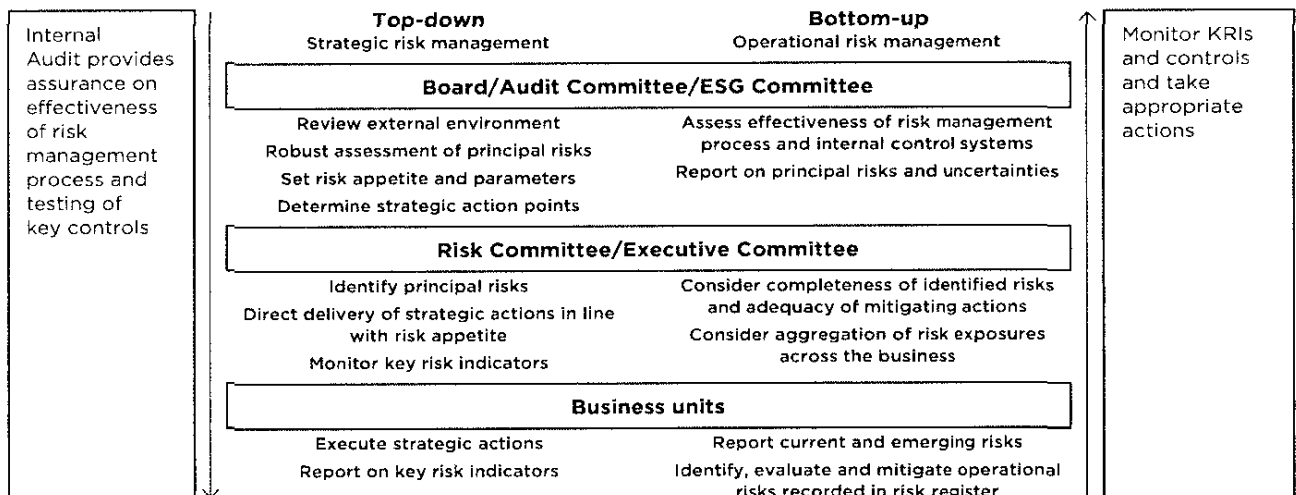 Internal
Audit provides
assurance on
effectiveness
of risk
management
process and
testing of
key controls
Top-down
Strategic risk management
Bottom-up
Operational risk management
Board/Audit Committee/ESG Committee
Review external environment
Robust assessment of principal risks
Set risk appetite and parameters
Determine strategic action points
Assess effectiveness of risk management
process and internal control systems
Report on principal risks and uncertainties
Risk Committee/Executive Committee
Identify principal risks
Direct delivery of strategic actions in line
with risk appetite
Monitor key risk indicators
Consider completeness of identified risks
and adequacy of mitigating actions
Consider aggregation of risk exposures
across the business
Business units
Execute strategic actions
Report on key risk indicators
Report current and emerging risks
Identify, evaluate and mitigate operational
risks recorded in risk register
Monitor KRIs
and controls
and take
appropriate
actions